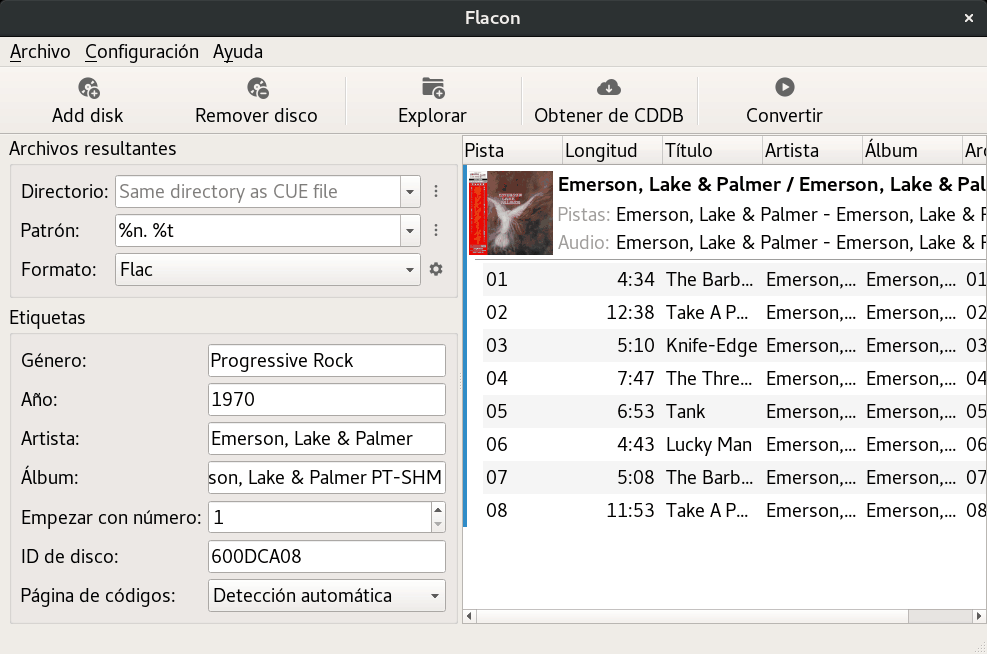 Flacon
Archivo Configuración Ayuda
Add disk Remover disco Explorar Obtener de CDDB Convertir
Archivos resultantes
Directorio: Same directory as CUE file
Patrón: %n. %t
Formato: Flac
Etiquetas
Género: Progressive Rock
Año: 1970
Artista: Emerson, Lake & Palmer
Álbum: son, Lake & Palmer PT-SHM
Empezar con número: 1
ID de disco: 600DCA08
Página de códigos: Detección automática
Pista Longitud Título Artista Álbum Arc
Emerson, Lake & Palmer / Emerson, Lake & Pal
Pistas: Emerson, Lake & Palmer - Emerson, Lake & P
Audio: Emerson, Lake & Palmer - Emerson, Lake & P
01 4:34 The Barb... Emerson,... Emerson,... 01
02 12:38 Take A P... Emerson,... Emerson,... 02
03 5:10 Knife-Edge Emerson,... Emerson,... 03
04 7:47 The Thre... Emerson,... Emerson,... 04
05 6:53 Tank Emerson,... Emerson,... 05
06 4:43 Lucky Man Emerson,... Emerson,... 06
07 5:08 The Barb... Emerson,... Emerson,... 07
08 11:53 Take A P... Emerson,... Emerson,... 08